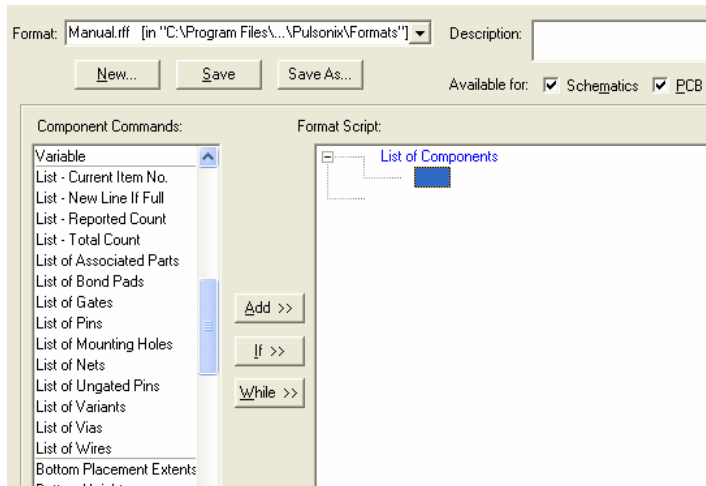 Format: Manual.rff [in "C:\Program Files\...\Pulsonix\Formats"] Description:
New... Save Save As... Available for: Schematics PCB
Component Commands: Format Script:
Variable
List - Current Item No.
List - New Line If Full
List - Reported Count
List - Total Count
List of Associated Parts
List of Bond Pads
List of Gates
List of Pins
List of Mounting Holes
List of Nets
List of Ungated Pins
List of Variants
List of Vias
List of Wires
Bottom Placement Extents
Add >>
If >>
While >>
List of Components